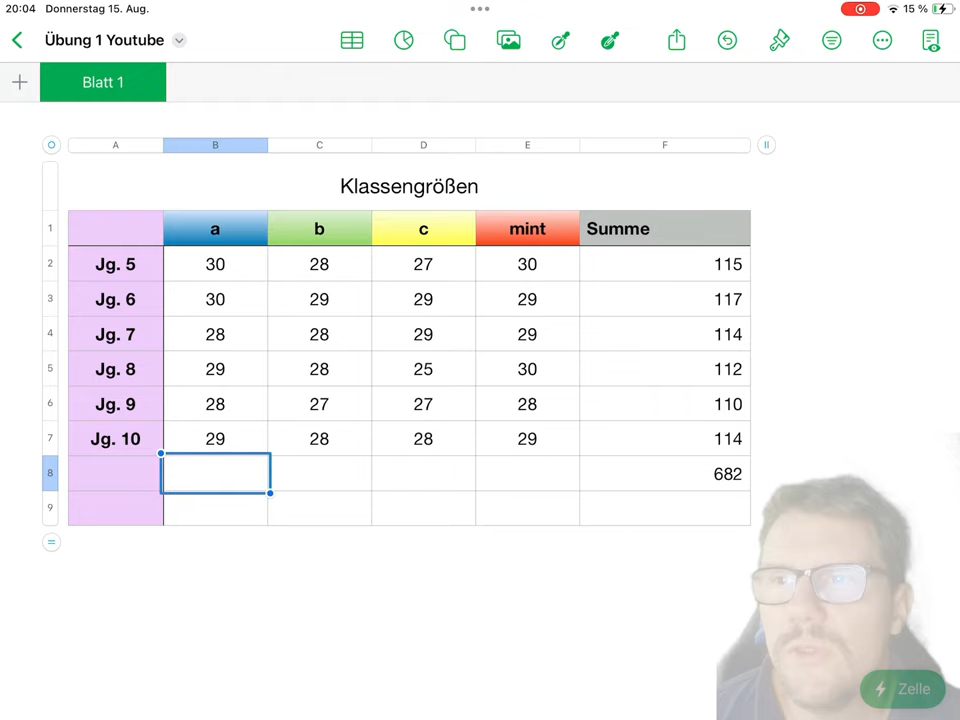 20:04 Donnerstag 15. Aug. 15 %
Übung 1 Youtube
Blatt 1
A B C D E F
Klassengrößen
1 a b c mint Summe
2 Jg. 5 30 28 27 30 115
3 Jg. 6 30 29 29 29 117
4 Jg. 7 28 28 29 29 114
5 Jg. 8 29 28 25 30 112
6 Jg. 9 28 27 27 28 110
7 Jg. 10 29 28 28 29 114
8 682
9
Zelle